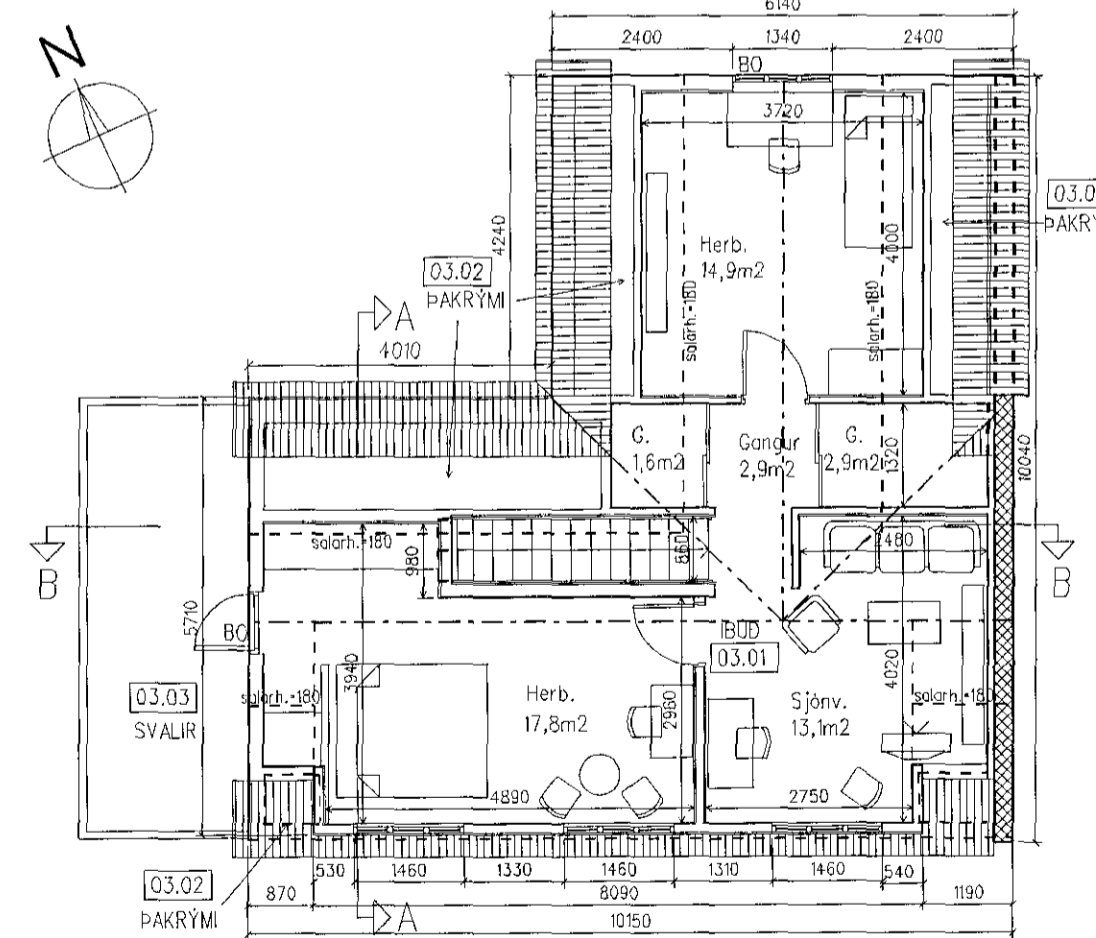 6140
N
2400 1340 2400
BO
3720
4240
4000
Herb.
14,9m2
salarh.=180
salarh.=180
03.0
ÞAKRÝ
03.02
ÞAKRÝMI
A
4010
G.
1,6m2
Gangur
2,9m2
G.
2,9m2
1320
10040
salarh.=180
980
860
2480
B
B
5710
BO
3940
ÍBÚÐ
03.01
4020
03.03
SVALIR
salarh.=180
Herb.
17,8m2
2960
Sjónv.
13,1m2
salarh.=180
4890
2750
03.02
ÞAKRÝMI
530 1460 1330 1460 1310 1460 540
870 8090 1190
A
10150